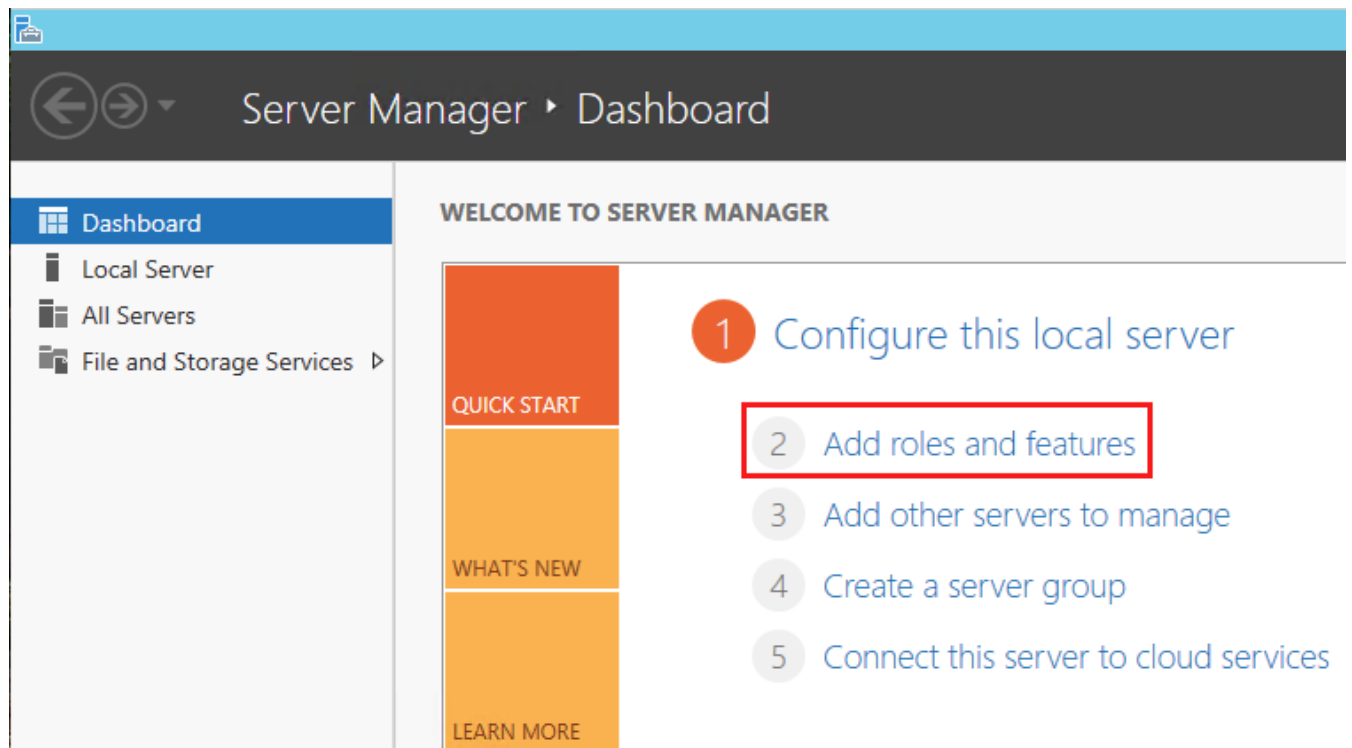 Server Manager ‣ Dashboard
Dashboard
Local Server
All Servers
File and Storage Services
WELCOME TO SERVER MANAGER
QUICK START
WHAT'S NEW
LEARN MORE
1 Configure this local server
2 Add roles and features
3 Add other servers to manage
4 Create a server group
5 Connect this server to cloud services